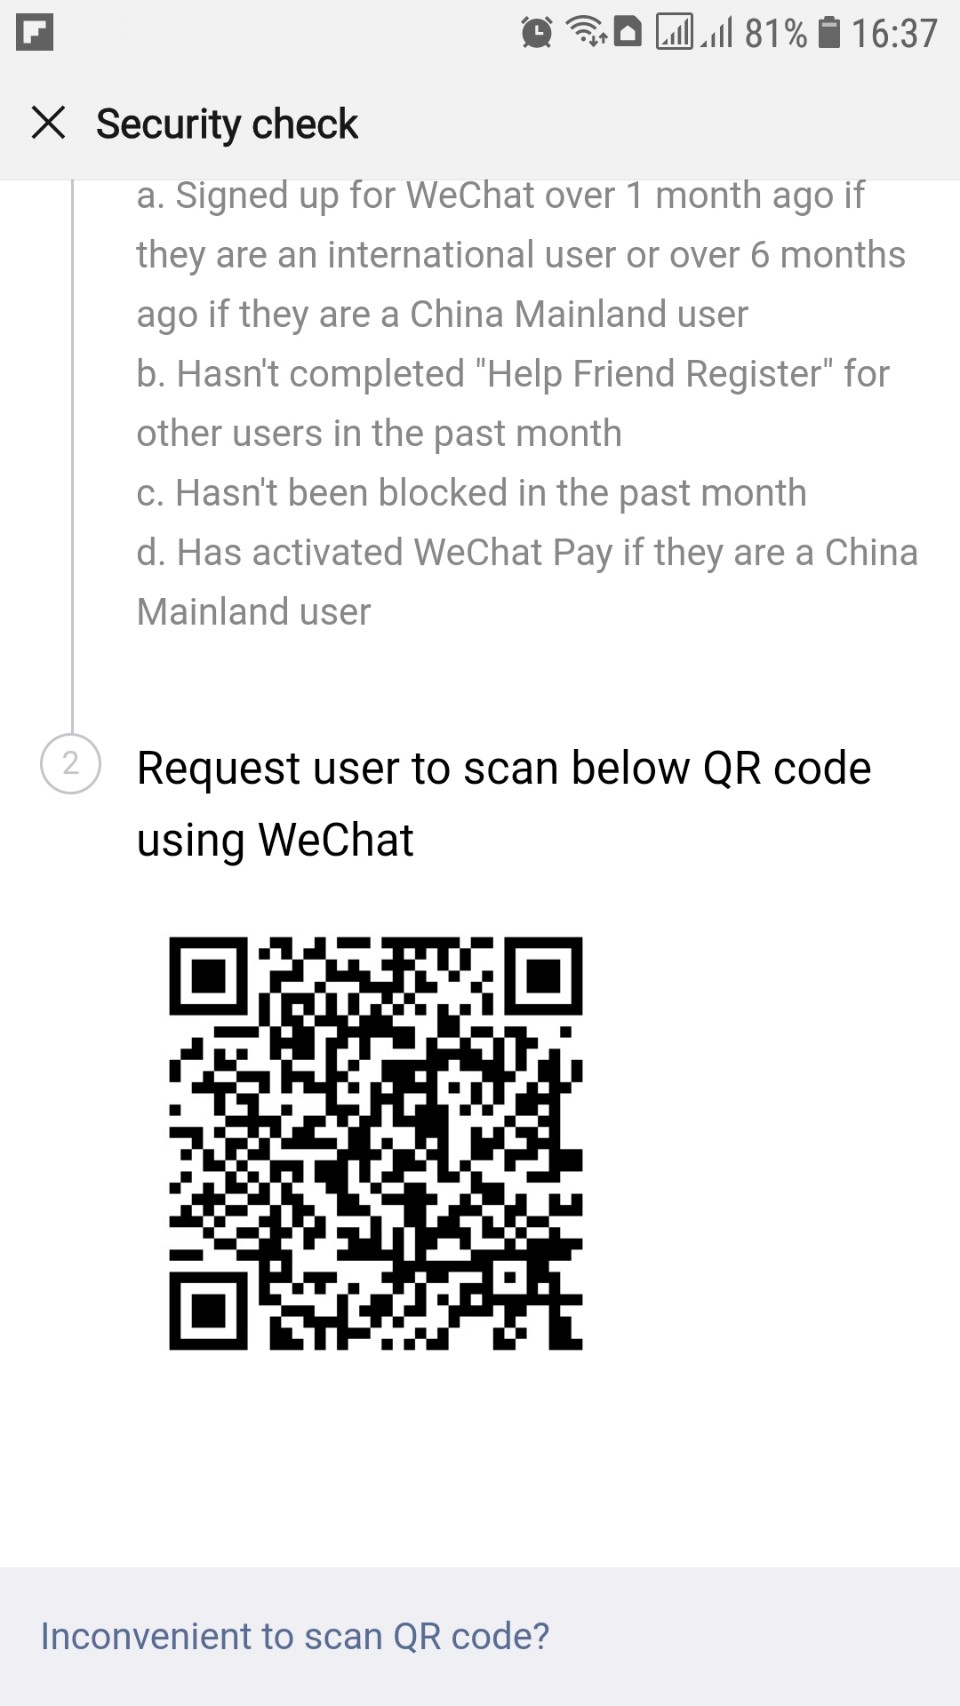 81% 16:37
Security check
a. Signed up for WeChat over 1 month ago if
they are an international user or over 6 months
ago if they are a China Mainland user
b. Hasn't completed "Help Friend Register" for
other users in the past month
c. Hasn't been blocked in the past month
d. Has activated WeChat Pay if they are a China
Mainland user
2 Request user to scan below QR code
using WeChat
Inconvenient to scan QR code?